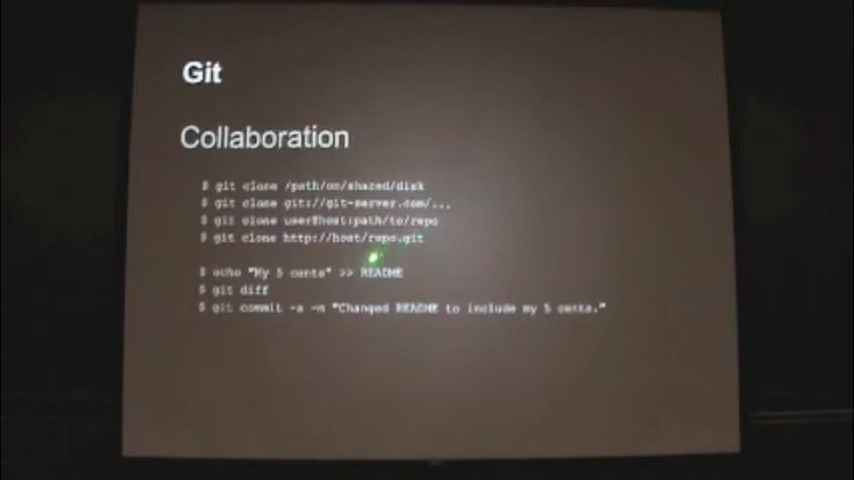 Git
Collaboration
$ git clone /path/on/shared/disk
$ git clone git://git-server.com/...
$ git clone user@host:path/to/repo
$ git clone http://host/repo.git
$ echo "My 5 cents" >> README
$ git diff
$ git commit -a -m "Changed README to include my 5 cents."